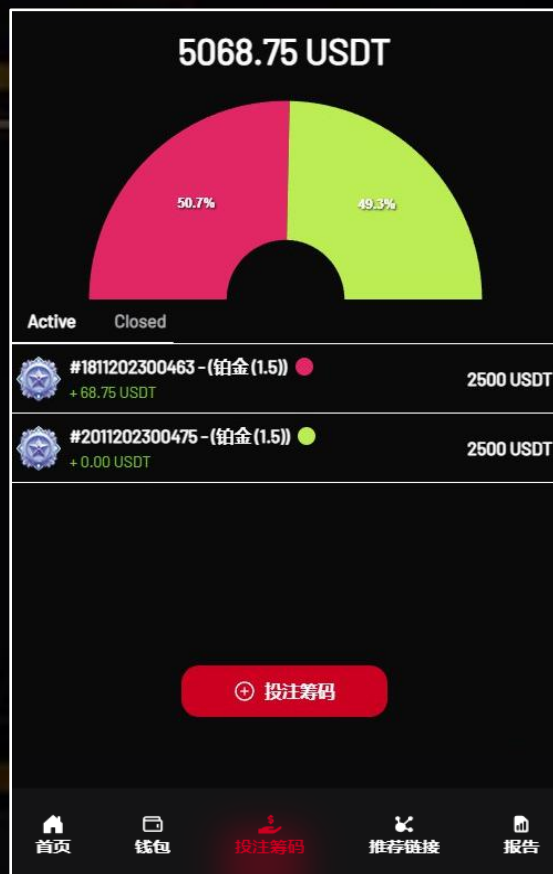 5068.75 USDT
50.7%
49.3%
Active Closed
#1811202300463 - (铂金 (1.5))
+ 68.75 USDT
2500 USDT
#2011202300475 - (铂金 (1.5))
+ 0.00 USDT
2500 USDT
投注筹码
首页 钱包 投注筹码 推荐链接 报告